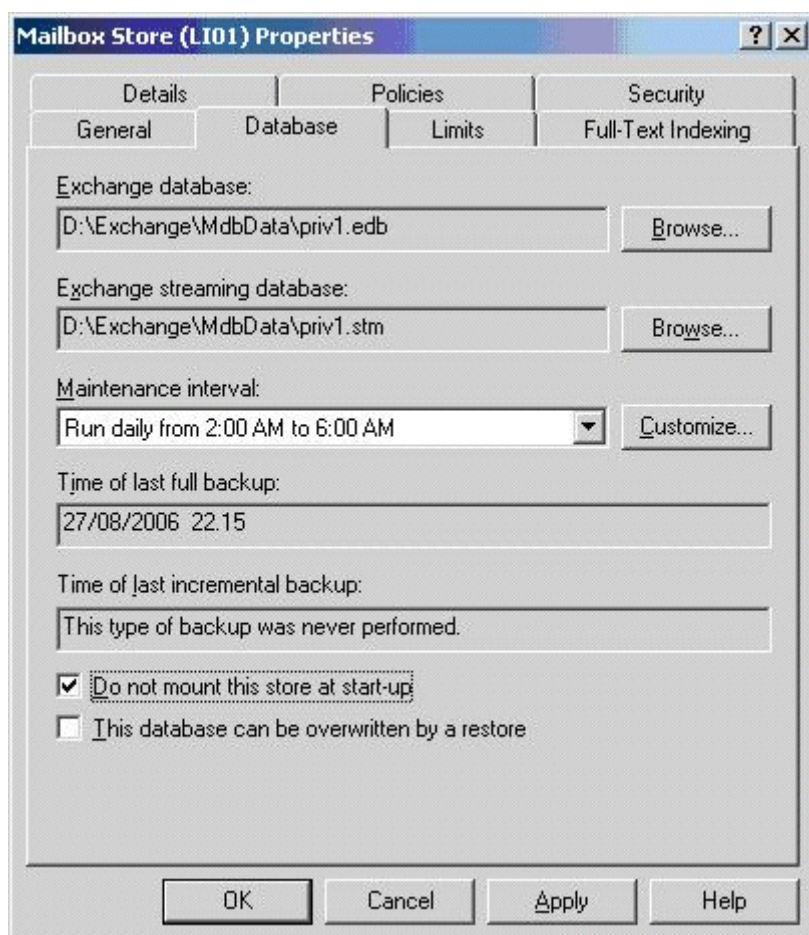 Mailbox Store (LI01) Properties
Details Policies Security
General Database Limits Full-Text Indexing
Exchange database:
D:\Exchange\MdbData\priv1.edb Browse...
Exchange streaming database:
D:\Exchange\MdbData\priv1.stm Browse...
Maintenance interval:
Run daily from 2:00 AM to 6:00 AM Customize...
Time of last full backup:
27/08/2006 22.15
Time of last incremental backup:
This type of backup was never performed.
Do not mount this store at start-up
This database can be overwritten by a restore
OK Cancel Apply Help